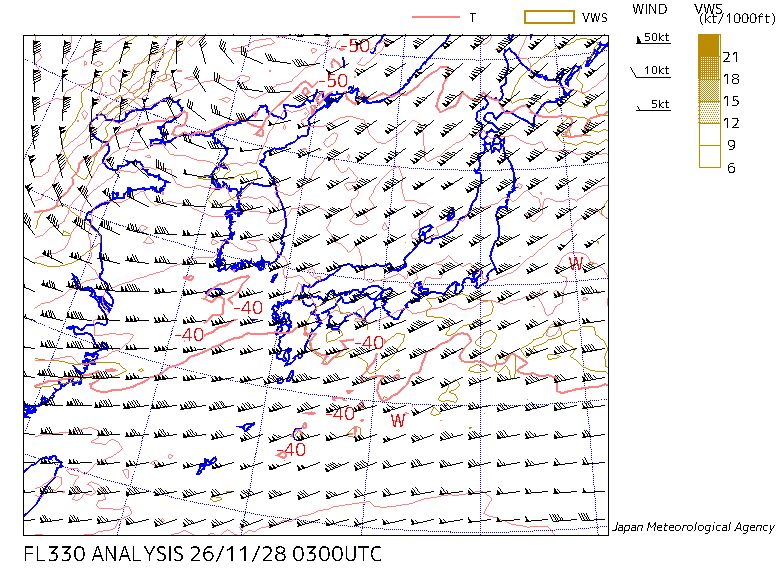 T
VWS
WIND
VWS
(kt/1000ft)
50kt
10kt
5kt
21
18
15
12
9
6
-50
50
W
-40
-40
-40
-40
W
-40
Japan Meteorological Agency
FL330 ANALYSIS 26/11/28 0300UTC